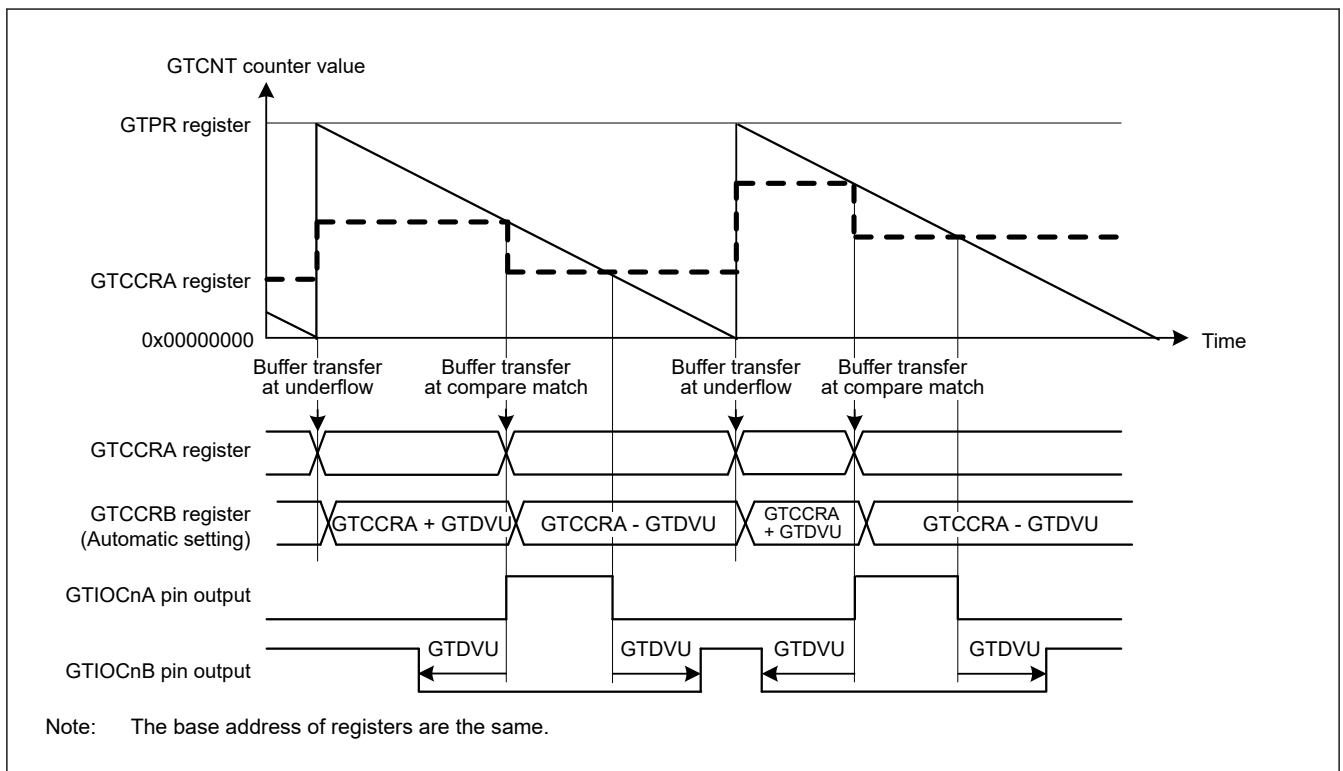 GTCNT counter value
GTPR register
GTCCRA register
0x00000000
Time
Buffer transfer
at underflow
Buffer transfer
at compare match
Buffer transfer
at underflow
Buffer transfer
at compare match
GTCCRA register
GTCCRB register
(Automatic setting)
GTCCRA + GTDVU
GTCCRA - GTDVU
GTCCRA
+ GTDVU
GTCCRA - GTDVU
GTIOCnA pin output
GTIOCnB pin output
GTDVU
GTDVU
GTDVU
GTDVU
Note: The base address of registers are the same.